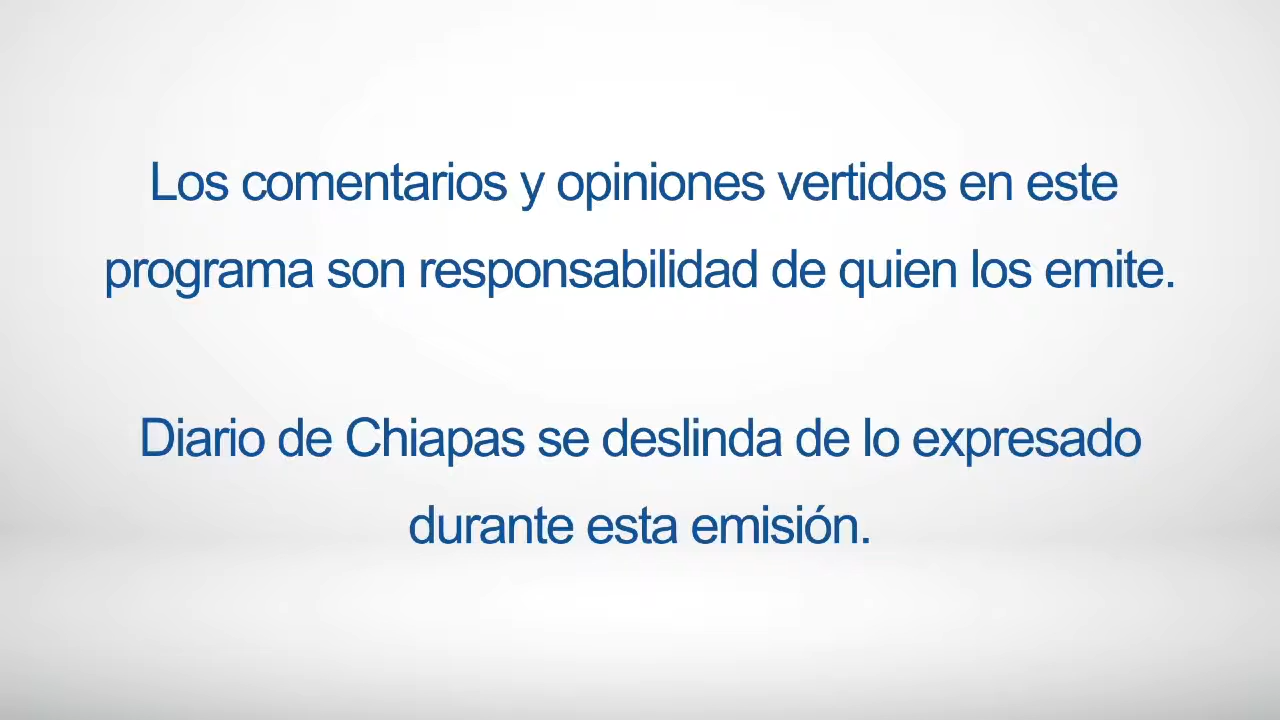 Los comentarios y opiniones vertidos en este
programa son responsabilidad de quien los emite.
Diario de Chiapas se deslinda de lo expresado
durante esta emisión.